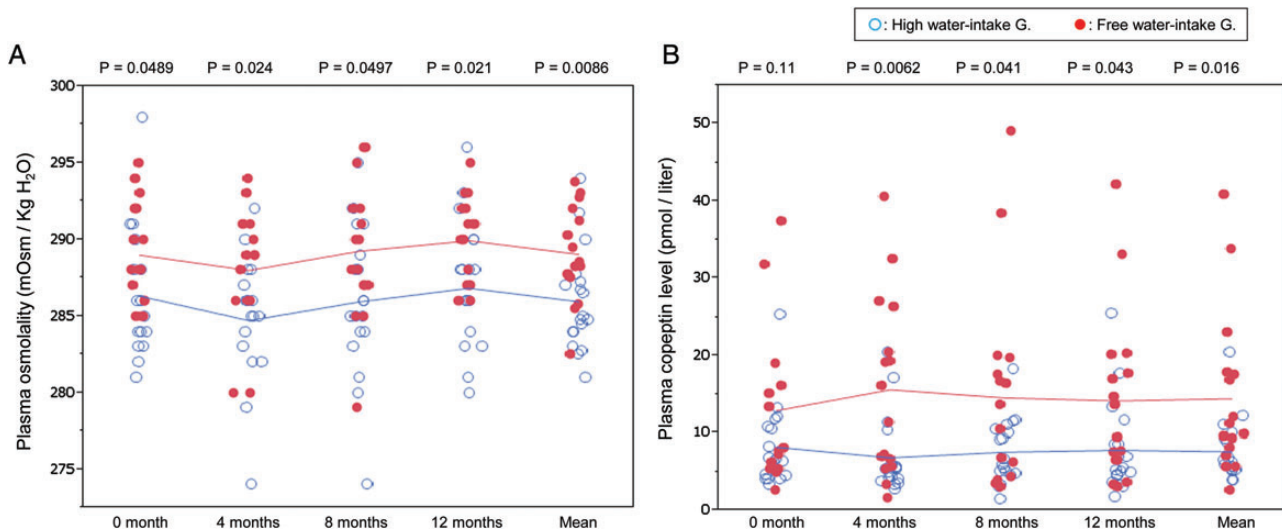 : High water-intake G. : Free water-intake G.
A
P = 0.0489 P = 0.024 P = 0.0497 P = 0.021 P = 0.0086
Plasma osmolality (mOsm / Kg H₂O)
300
295
290
285
280
275
0 month 4 months 8 months 12 months Mean
B
P = 0.11 P = 0.0062 P = 0.041 P = 0.043 P = 0.016
Plasma copeptin level (pmol / liter)
50
40
30
20
10
0
0 month 4 months 8 months 12 months Mean